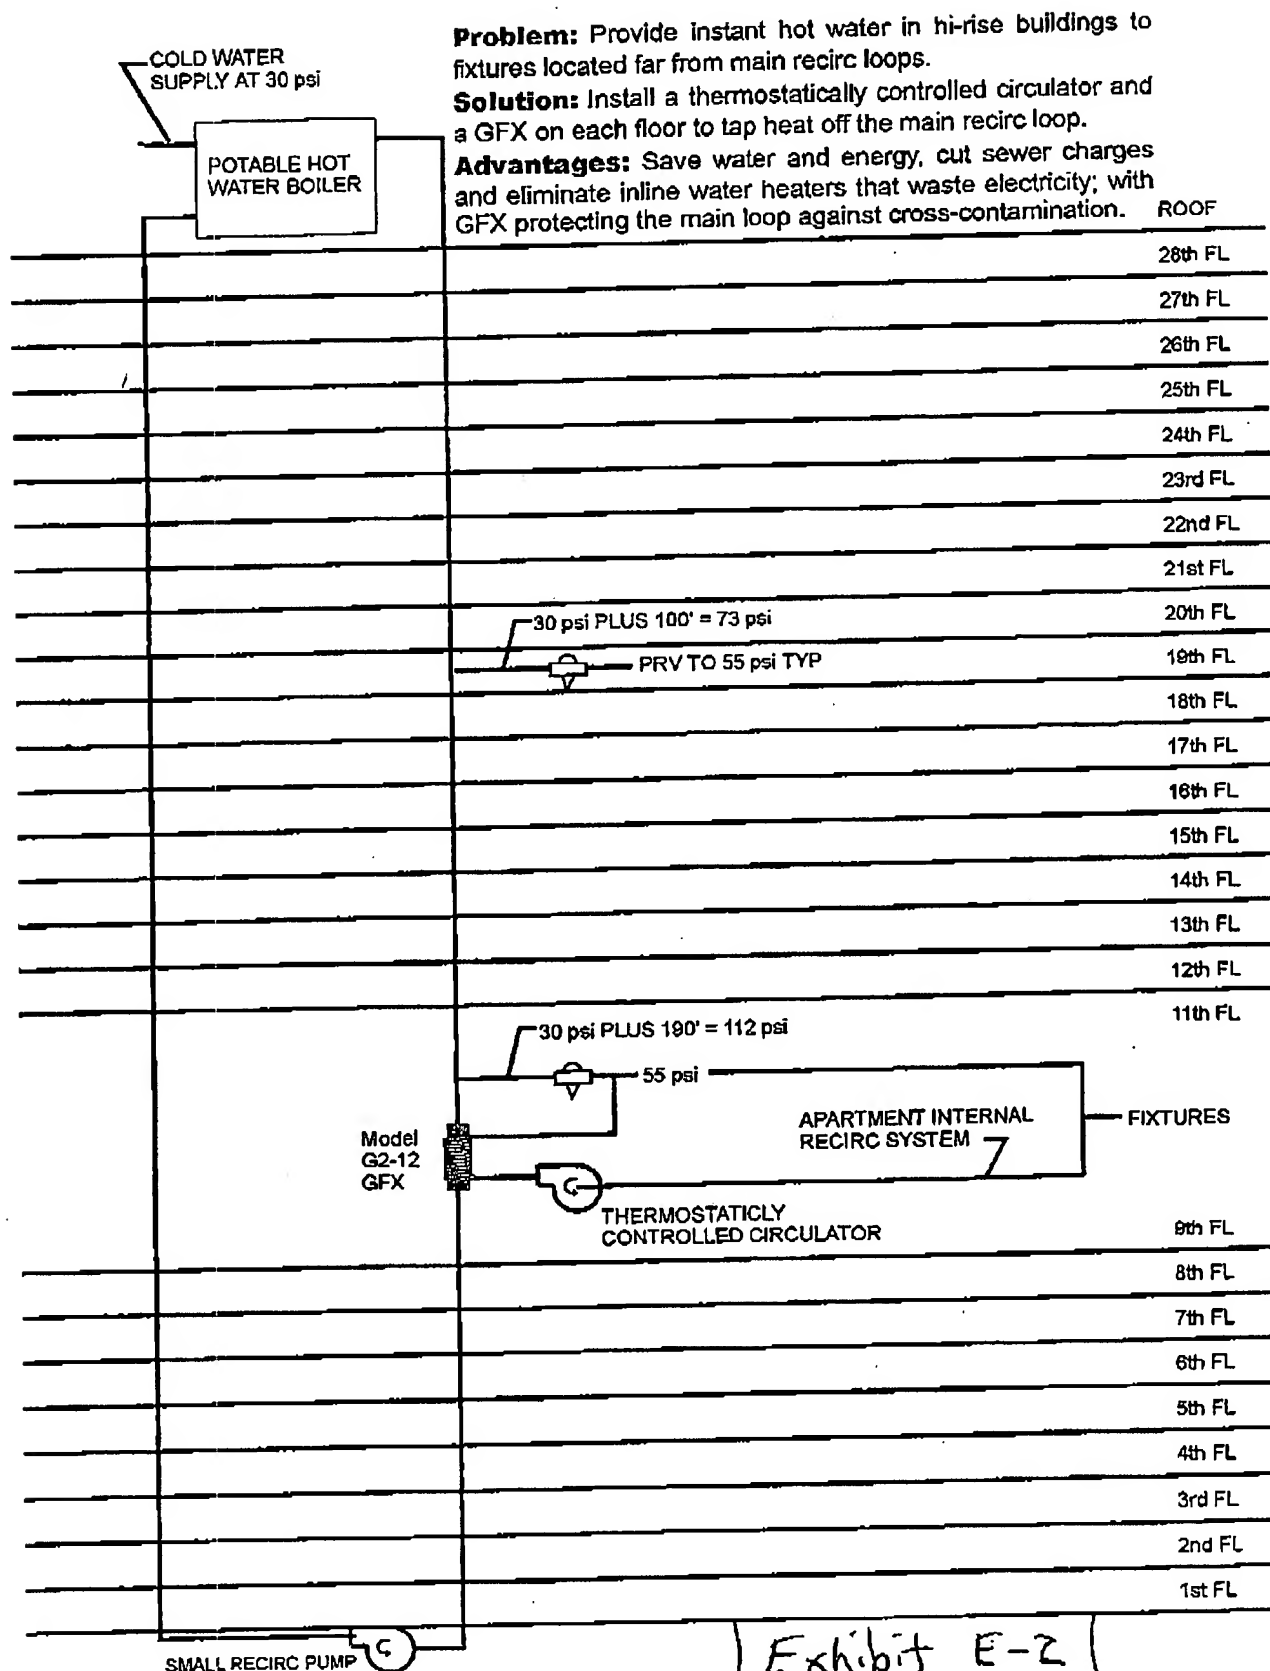 Problem: Provide instant hot water in hi-rise buildings to
fixtures located far from main recirc loops.
Solution: Install a thermostatically controlled circulator and
a GFX on each floor to tap heat off the main recirc loop.
Advantages: Save water and energy, cut sewer charges
and eliminate inline water heaters that waste electricity; with
GFX protecting the main loop against cross-contamination.
COLD WATER
SUPPLY AT 30 psi
POTABLE HOT
WATER BOILER
ROOF
28th FL
27th FL
26th FL
25th FL
24th FL
23rd FL
22nd FL
21st FL
20th FL
30 psi PLUS 100' = 73 psi
19th FL
PRV TO 55 psi TYP
18th FL
17th FL
16th FL
15th FL
14th FL
13th FL
12th FL
11th FL
30 psi PLUS 190' = 112 psi
55 psi
APARTMENT INTERNAL
RECIRC SYSTEM
FIXTURES
Model
G2-12
GFX
C
THERMOSTATICLY
CONTROLLED CIRCULATOR
9th FL
8th FL
7th FL
6th FL
5th FL
4th FL
3rd FL
2nd FL
1st FL
SMALL RECIRC PUMP
C
Exhibit E-2